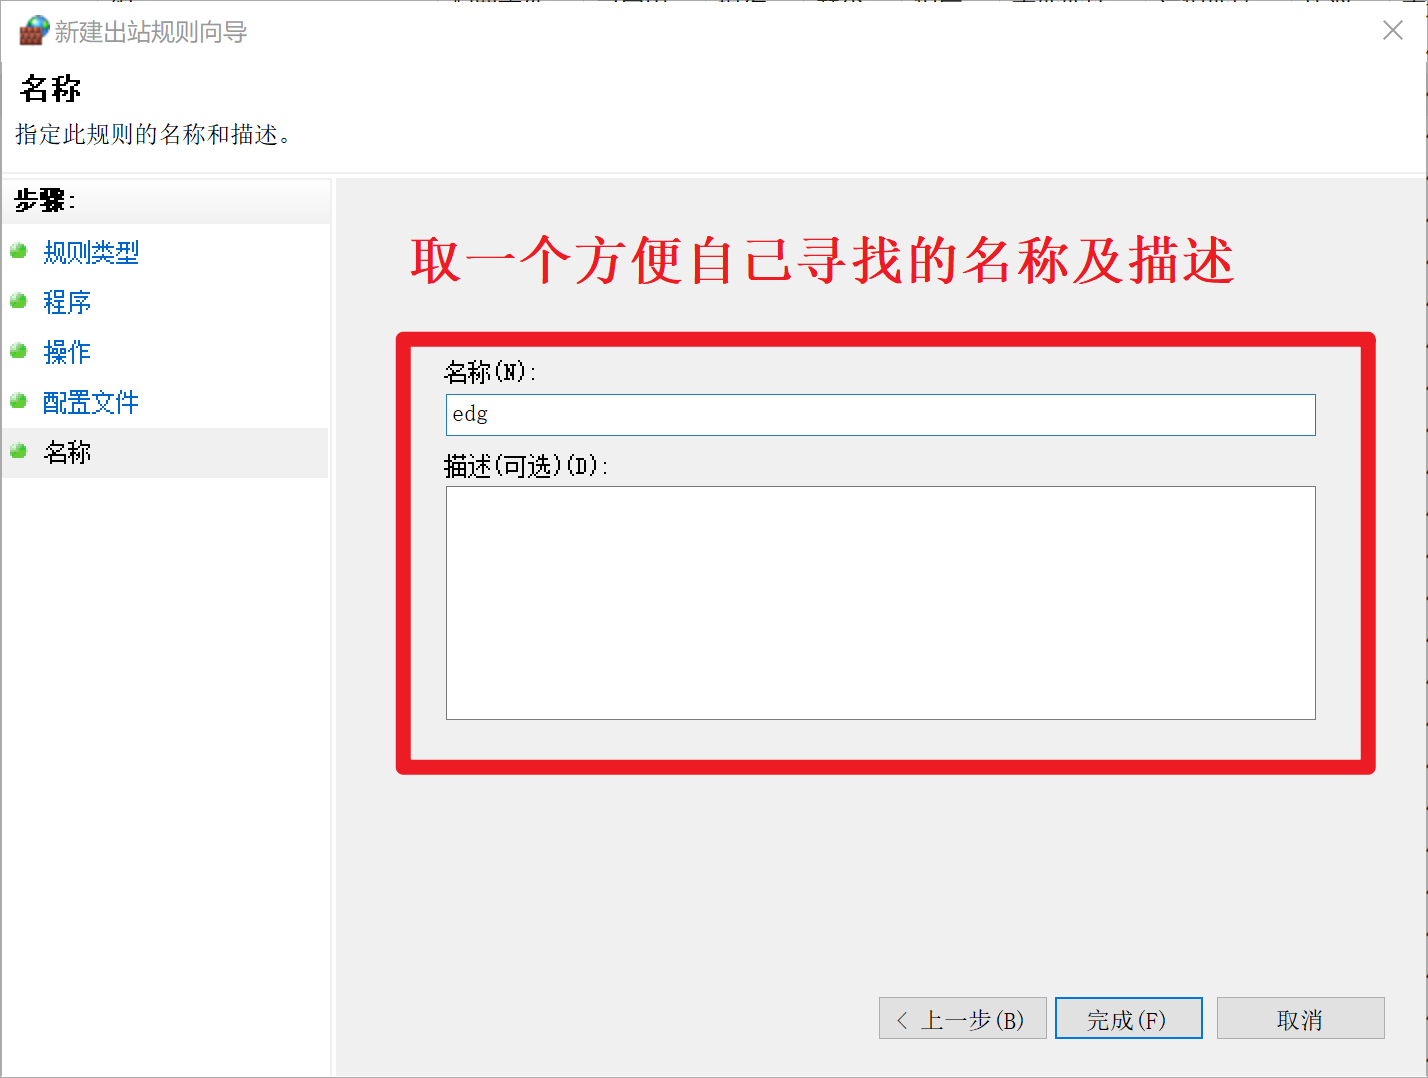 新建出站规则向导
名称
指定此规则的名称和描述。
步骤:
规则类型
程序
操作
配置文件
名称
取一个方便自己寻找的名称及描述
名称(N):
edg
描述(可选)(D):
< 上一步(B)
完成(F)
取消